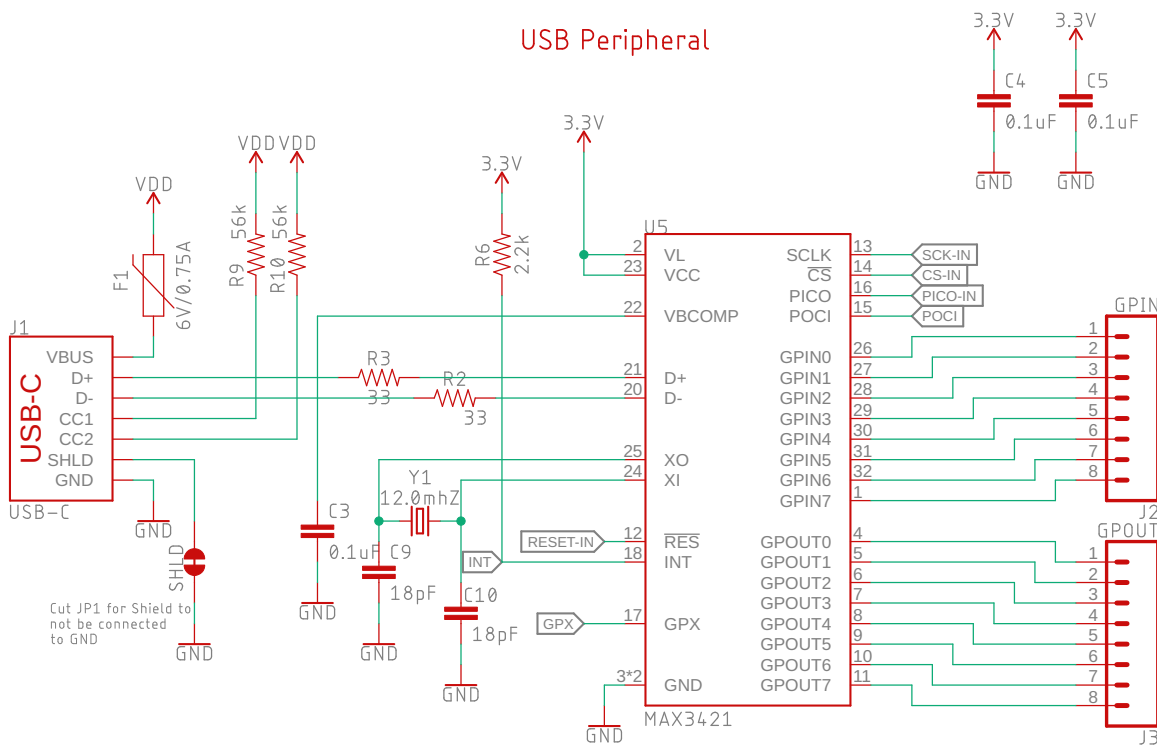 USB Peripheral
3.3V
3.3V
C4
0.1uF
GND
C5
0.1uF
GND
3.3V
3.3V
VDD
VDD
VDD
56k
R9
56k
R10
F1
6V/0.75A
R6
2.2k
J1
USB-C
VBUS
D+
D-
CC1
CC2
SHLD
GND
USB-C
GND
SHLD
GND
Cut JP1 for Shield to
not be connected
to GND
R3
33
R2
33
C3
0.1uF
GND
Y1
12.0mhZ
C9
18pF
GND
C10
18pF
GND
INT
RESET-IN
GPX
GND
U5
2 VL
23 VCC
22 VBCOMP
21 D+
20 D-
25 XO
24 XI
12 RES
18 INT
17 GPX
3*2 GND
SCLK 13
CS 14
PICO 16
POCI 15
GPIN0 26
GPIN1 27
GPIN2 28
GPIN3 29
GPIN4 30
GPIN5 31
GPIN6 32
GPIN7 1
GPOUT0 4
GPOUT1 5
GPOUT2 6
GPOUT3 7
GPOUT4 8
GPOUT5 9
GPOUT6 10
GPOUT7 11
MAX3421
SCK-IN
CS-IN
PICO-IN
POCI
GPIN
1
2
3
4
5
6
7
8
J2
GPOUT
1
2
3
4
5
6
7
8
J3